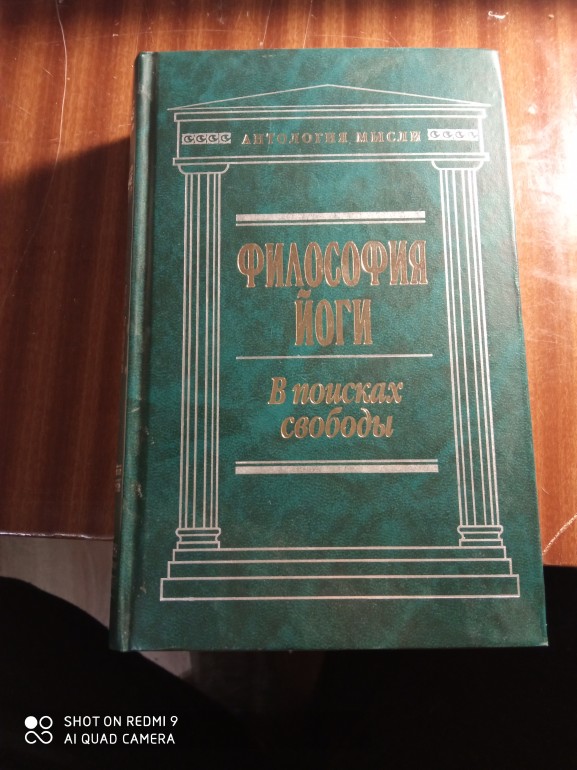 АНТОЛОГИЯ МЫСЛИ
ФИЛОСОФИЯ
ЙОГИ
В поисках
свободы
SHOT ON REDMI 9
AI QUAD CAMERA